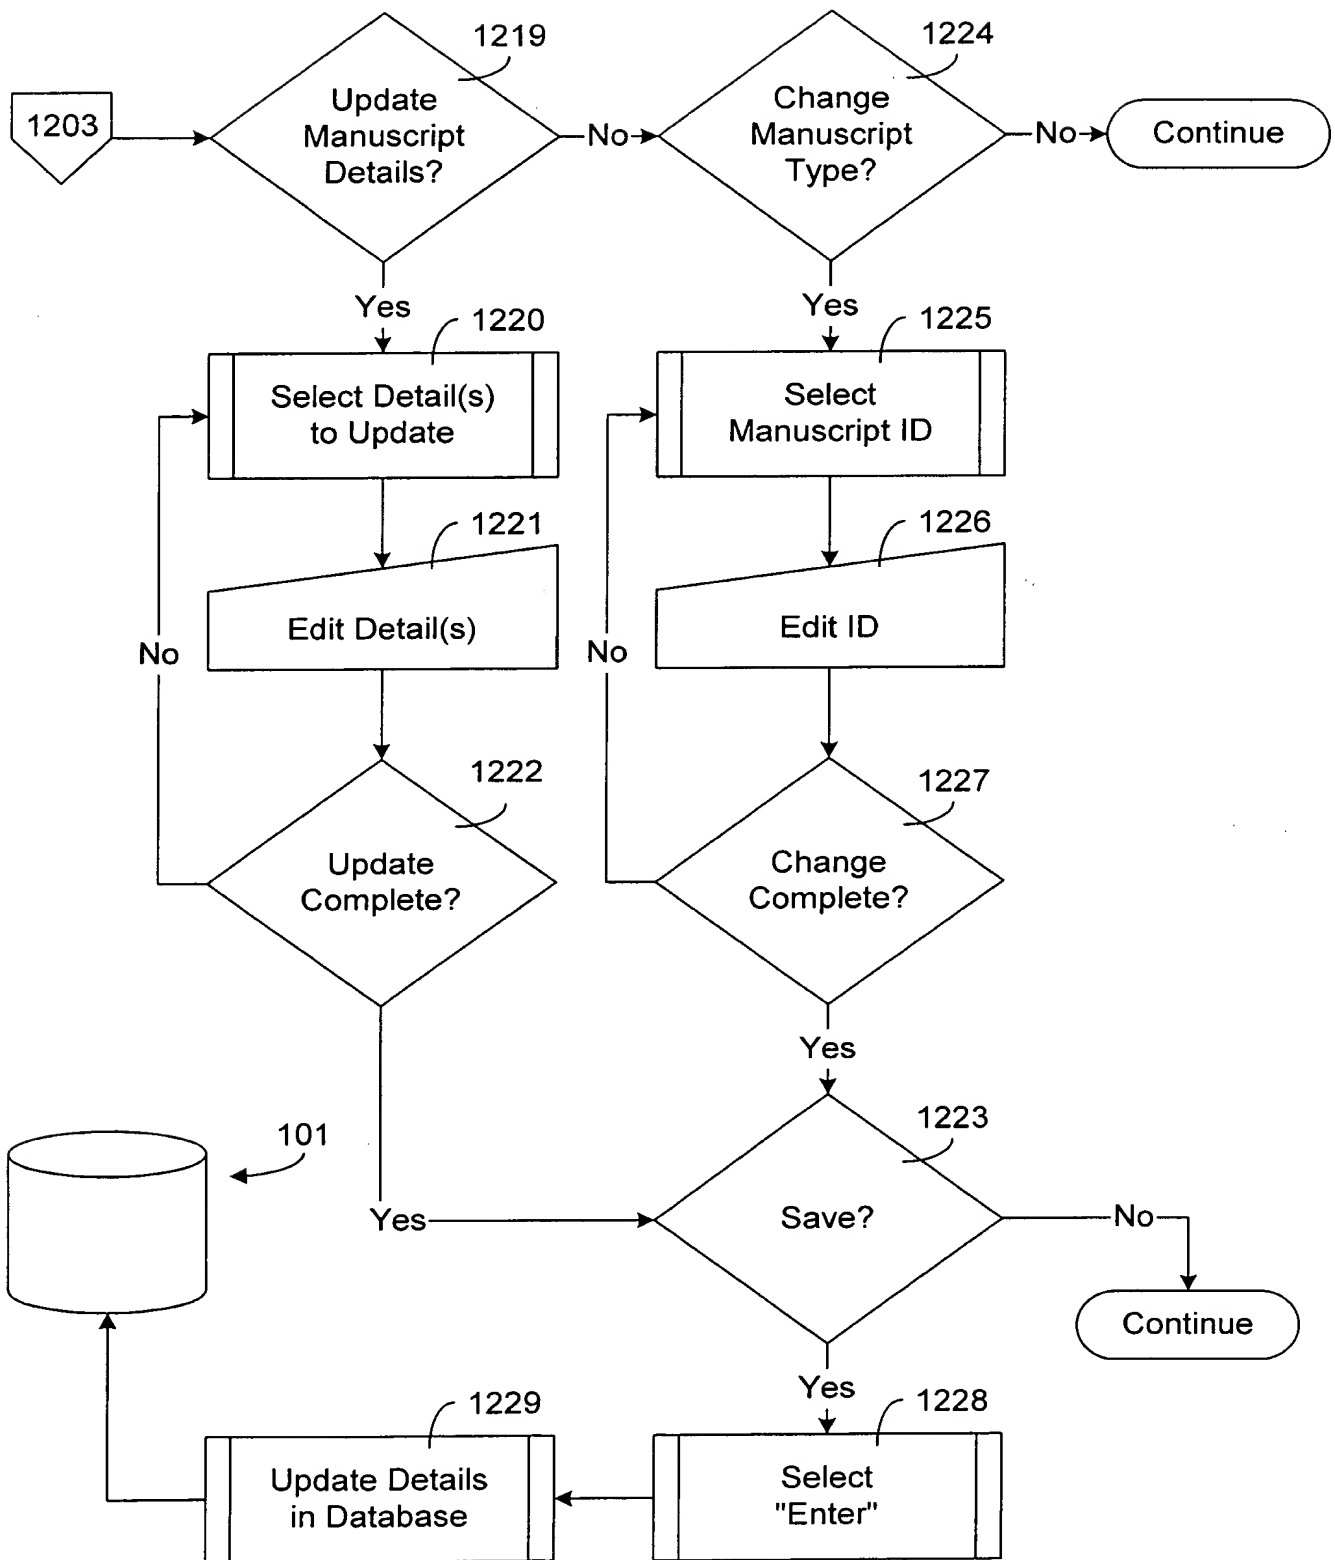 1219
1224
1203
Update
Manuscript
Details?
No
Change
Manuscript
Type?
No
Continue
Yes
Yes
1220
1225
Select Detail(s)
to Update
Select
Manuscript ID
1221
1226
Edit Detail(s)
Edit ID
No
No
1222
1227
Update
Complete?
Change
Complete?
Yes
101
1223
Yes
Save?
No
Continue
Yes
1229
1228
Update Details
in Database
Select
"Enter"